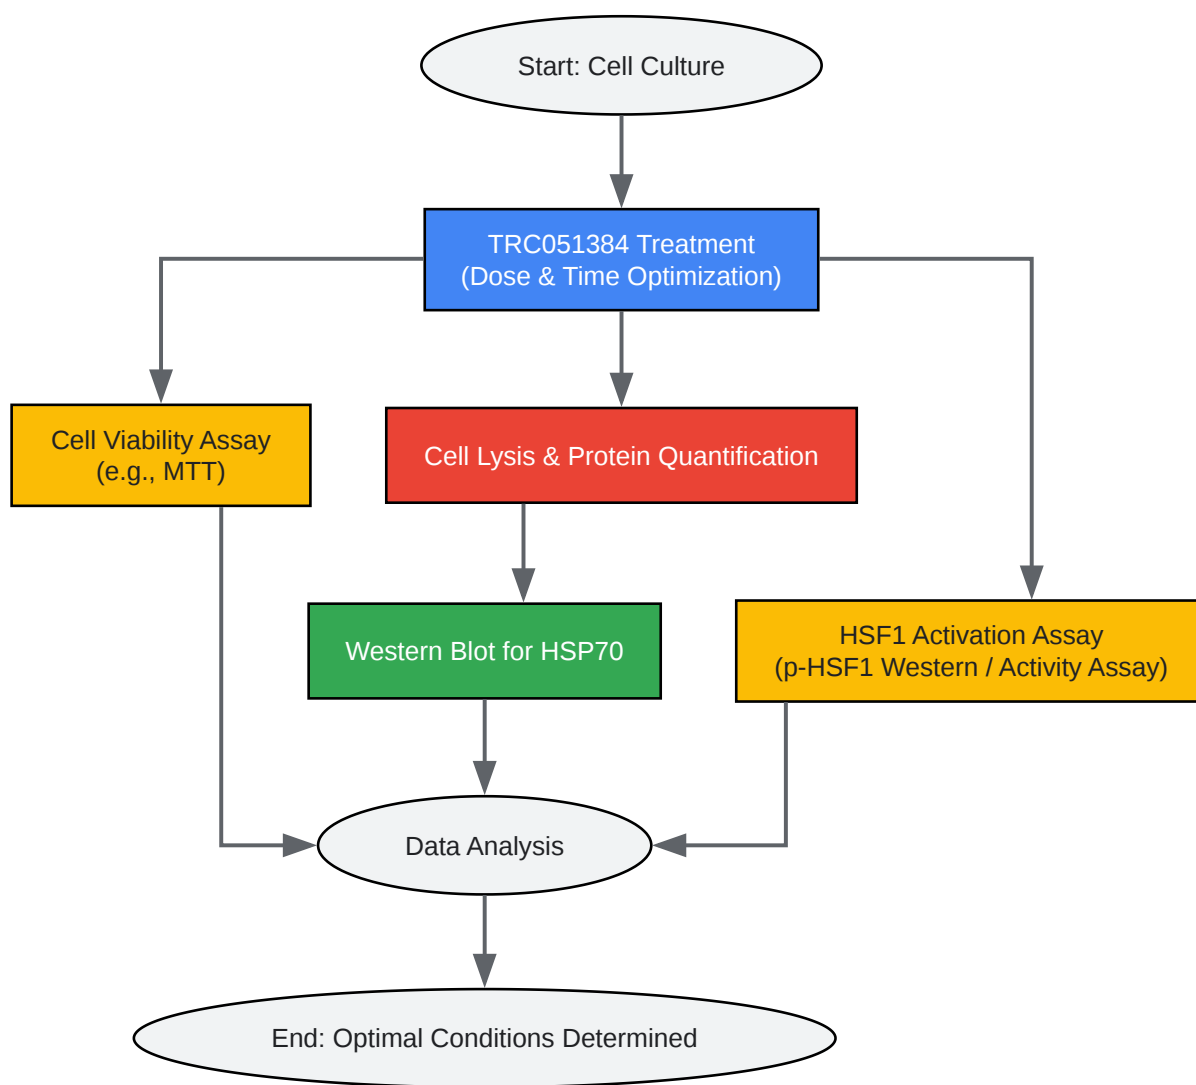 Start: Cell Culture
TRC051384 Treatment
(Dose & Time Optimization)
Cell Viability Assay
(e.g., MTT)
Cell Lysis & Protein Quantification
Western Blot for HSP70
HSF1 Activation Assay
(p-HSF1 Western / Activity Assay)
Data Analysis
End: Optimal Conditions Determined